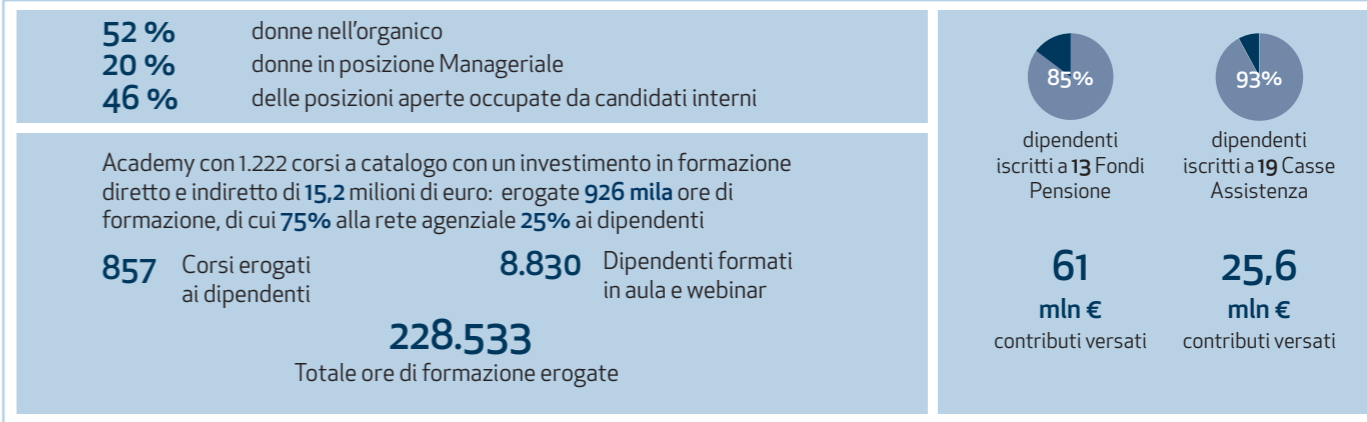 52 % donne nell'organico
20 % donne in posizione Manageriale
46 % delle posizioni aperte occupate da candidati interni
Academy con 1.222 corsi a catalogo con un investimento in formazione
diretto e indiretto di 15,2 milioni di euro: erogate 926 mila ore di
formazione, di cui 75% alla rete agenziale 25% ai dipendenti
857 Corsi erogati
ai dipendenti
8.830 Dipendenti formati
in aula e webinar
228.533
Totale ore di formazione erogate
85%
dipendenti
iscritti a 13 Fondi
Pensione
61
mln €
contributi versati
93%
dipendenti
iscritti a 19 Casse
Assistenza
25,6
mln €
contributi versati